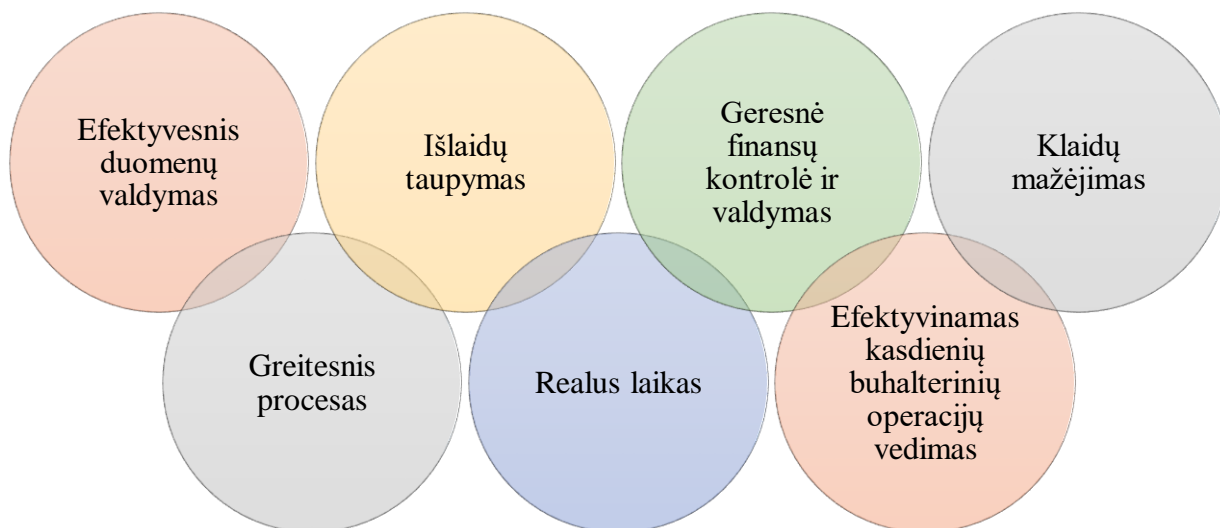 Efektyvesnis
duomenų
valdymas
Išlaidų
taupymas
Geresnė
finansų
kontrolė ir
valdymas
Klaidų
mažėjimas
Greitesnis
procesas
Realus laikas
Efektyvinamas
kasdienių
buhalterinių
operacijų
vedimas